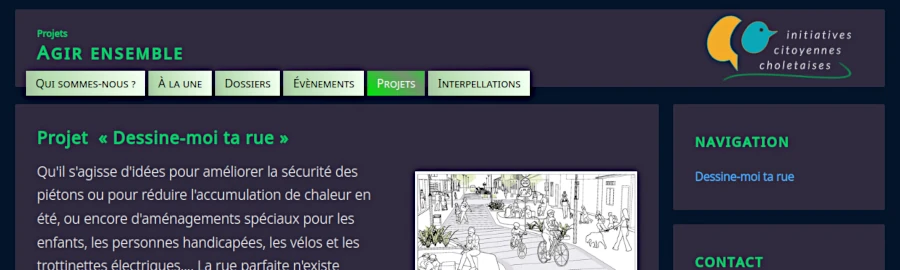 Projets
Agir ensemble
initiatives
citoyennes
choletaises
Qui sommes-nous ? À la une Dossiers Évènements Projets Interpellations
Projet « Dessine-moi ta rue »
Qu'il s'agisse d'idées pour améliorer la sécurité des
piétons ou pour réduire l'accumulation de chaleur en
été, ou encore d'aménagements spéciaux pour les
enfants, les personnes handicapées, les vélos et les
trottinettes électriques.... La rue parfaite n'existe
NAVIGATION
Dessine-moi ta rue
CONTACT